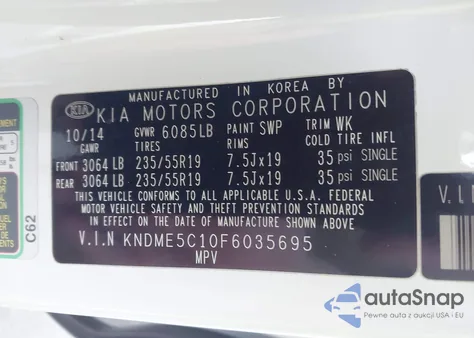 MANUFACTURED IN KOREA BY
KIA KIA MOTORS CORPORATION
10/14 GVWR 6085LB PAINT SWP TRIM WK
GAWR TIRES RIMS COLD TIRE INFL
FRONT 3064 LB 235/55R19 7.5Jx19 35 psi SINGLE
REAR 3064 LB 235/55R19 7.5Jx19 35 psi SINGLE
THIS VEHICLE CONFORMS TO ALL APPLICABLE U.S.A. FEDERAL
MOTOR VEHICLE SAFETY AND THEFT PREVENTION STANDARDS
IN EFFECT ON THE DATE OF MANUFACTURE SHOWN ABOVE
V.I.N KNDME5C10F6035695
MPV
C62
autoSnap
Pewne auta z aukcji USA i EU